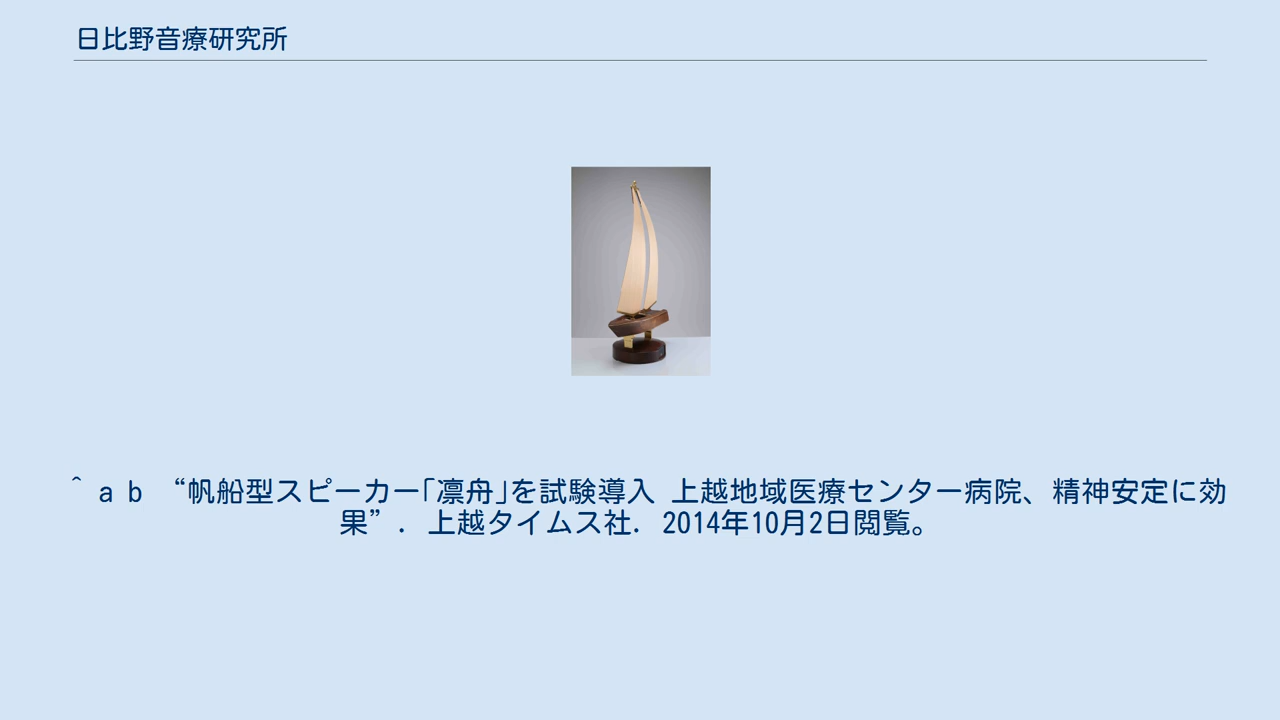 日比野音療研究所
^ a b “帆船型スピーカー｢凛舟｣を試験導入 上越地域医療センター病院、精神安定に効
果”. 上越タイムス社. 2014年10月2日閲覧。